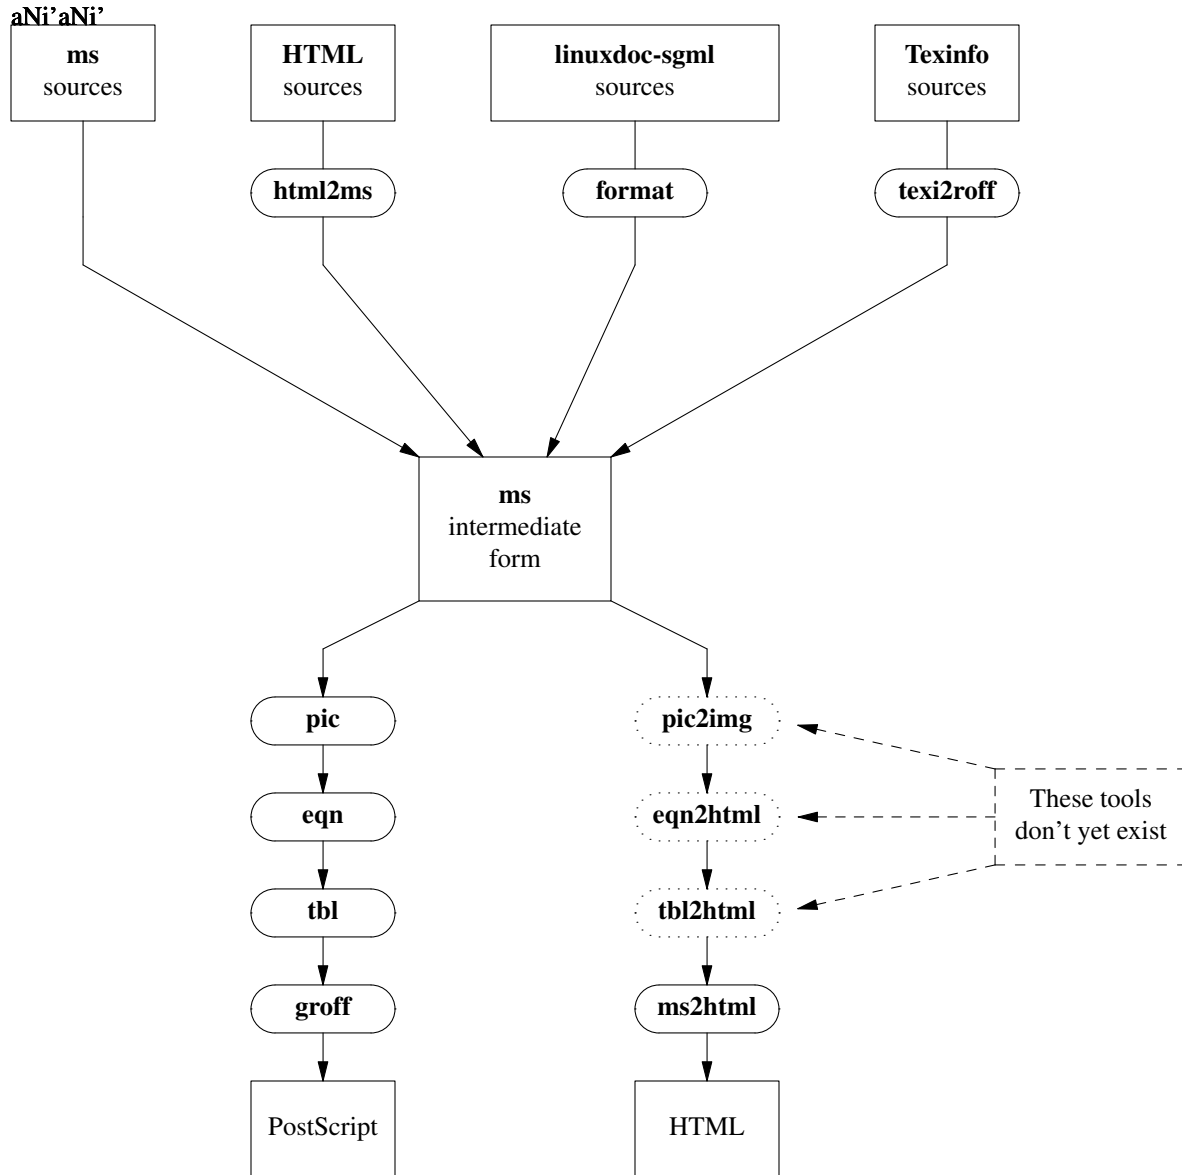 aNi’aNi’
ms
sources
HTML
sources
linuxdoc-sgml
sources
Texinfo
sources
html2ms
format
texi2roff
ms
intermediate
form
pic
pic2img
eqn
eqn2html
These tools
don’t yet exist
tbl
tbl2html
groff
ms2html
PostScript
HTML